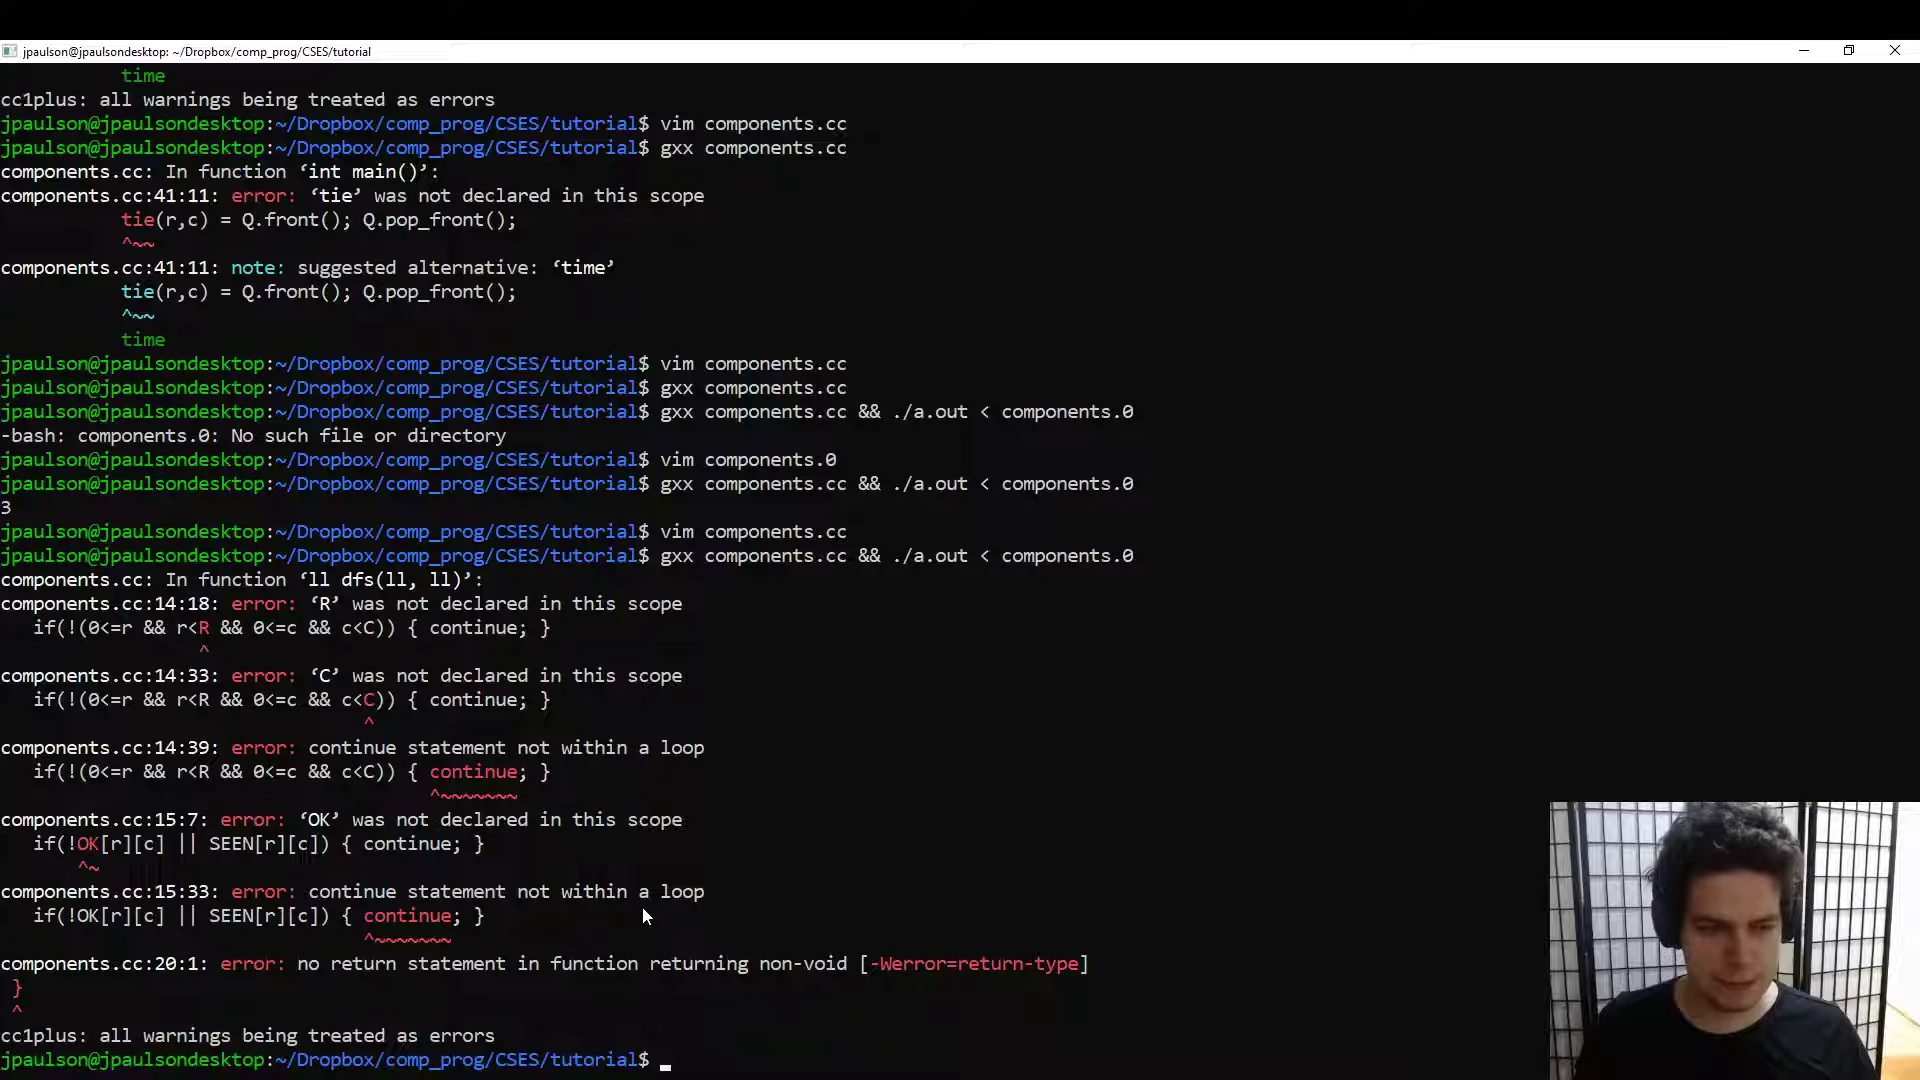 jpaulson@jpaulsondesktop: ~/Dropbox/comp_prog/CSES/tutorial
time
cc1plus: all warnings being treated as errors
jpaulson@jpaulsondesktop:~/Dropbox/comp_prog/CSES/tutorial$ vim components.cc
jpaulson@jpaulsondesktop:~/Dropbox/comp_prog/CSES/tutorial$ gxx components.cc
components.cc: In function ‘int main()’:
components.cc:41:11: error: ‘tie’ was not declared in this scope
tie(r,c) = Q.front(); Q.pop_front();
^~~
components.cc:41:11: note: suggested alternative: ‘time’
tie(r,c) = Q.front(); Q.pop_front();
^~~
time
jpaulson@jpaulsondesktop:~/Dropbox/comp_prog/CSES/tutorial$ vim components.cc
jpaulson@jpaulsondesktop:~/Dropbox/comp_prog/CSES/tutorial$ gxx components.cc
jpaulson@jpaulsondesktop:~/Dropbox/comp_prog/CSES/tutorial$ gxx components.cc && ./a.out < components.0
-bash: components.0: No such file or directory
jpaulson@jpaulsondesktop:~/Dropbox/comp_prog/CSES/tutorial$ vim components.0
jpaulson@jpaulsondesktop:~/Dropbox/comp_prog/CSES/tutorial$ gxx components.cc && ./a.out < components.0
3
jpaulson@jpaulsondesktop:~/Dropbox/comp_prog/CSES/tutorial$ vim components.cc
jpaulson@jpaulsondesktop:~/Dropbox/comp_prog/CSES/tutorial$ gxx components.cc && ./a.out < components.0
components.cc: In function ‘ll dfs(ll, ll)’:
components.cc:14:18: error: ‘R’ was not declared in this scope
if(!(0<=r && r<R && 0<=c && c<C)) { continue; }
^
components.cc:14:33: error: ‘C’ was not declared in this scope
if(!(0<=r && r<R && 0<=c && c<C)) { continue; }
^
components.cc:14:39: error: continue statement not within a loop
if(!(0<=r && r<R && 0<=c && c<C)) { continue; }
^~~~~~~~
components.cc:15:7: error: ‘OK’ was not declared in this scope
if(!OK[r][c] || SEEN[r][c]) { continue; }
^~
components.cc:15:33: error: continue statement not within a loop
if(!OK[r][c] || SEEN[r][c]) { continue; }
^~~~~~~~
components.cc:20:1: error: no return statement in function returning non-void [-Werror=return-type]
}
^
cc1plus: all warnings being treated as errors
jpaulson@jpaulsondesktop:~/Dropbox/comp_prog/CSES/tutorial$